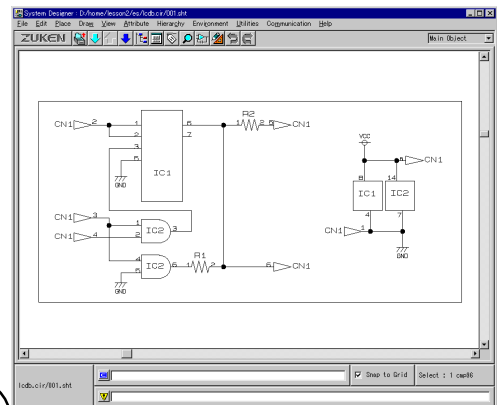 System Designer : D:/home/lesson2/es/lcdb.cir/001.sht
File Edit Place Draw View Attribute Hierarchy Environment Utilities Communication Help
ZUKEN
Main Object
R2
CN1 2 1 6 1 2 5 CN1
2 7
3
5
GND
IC1
VCC
CN1
8 14
IC1 IC2
4 7
CN1 1
GND
CN1 3 1
CN1 4 2 IC2 3
R1
4 IC2 6 1 2 6 CN1
5
GND
Snap to Grid Select : 1 cmp86
lcdb.cir/001.sht